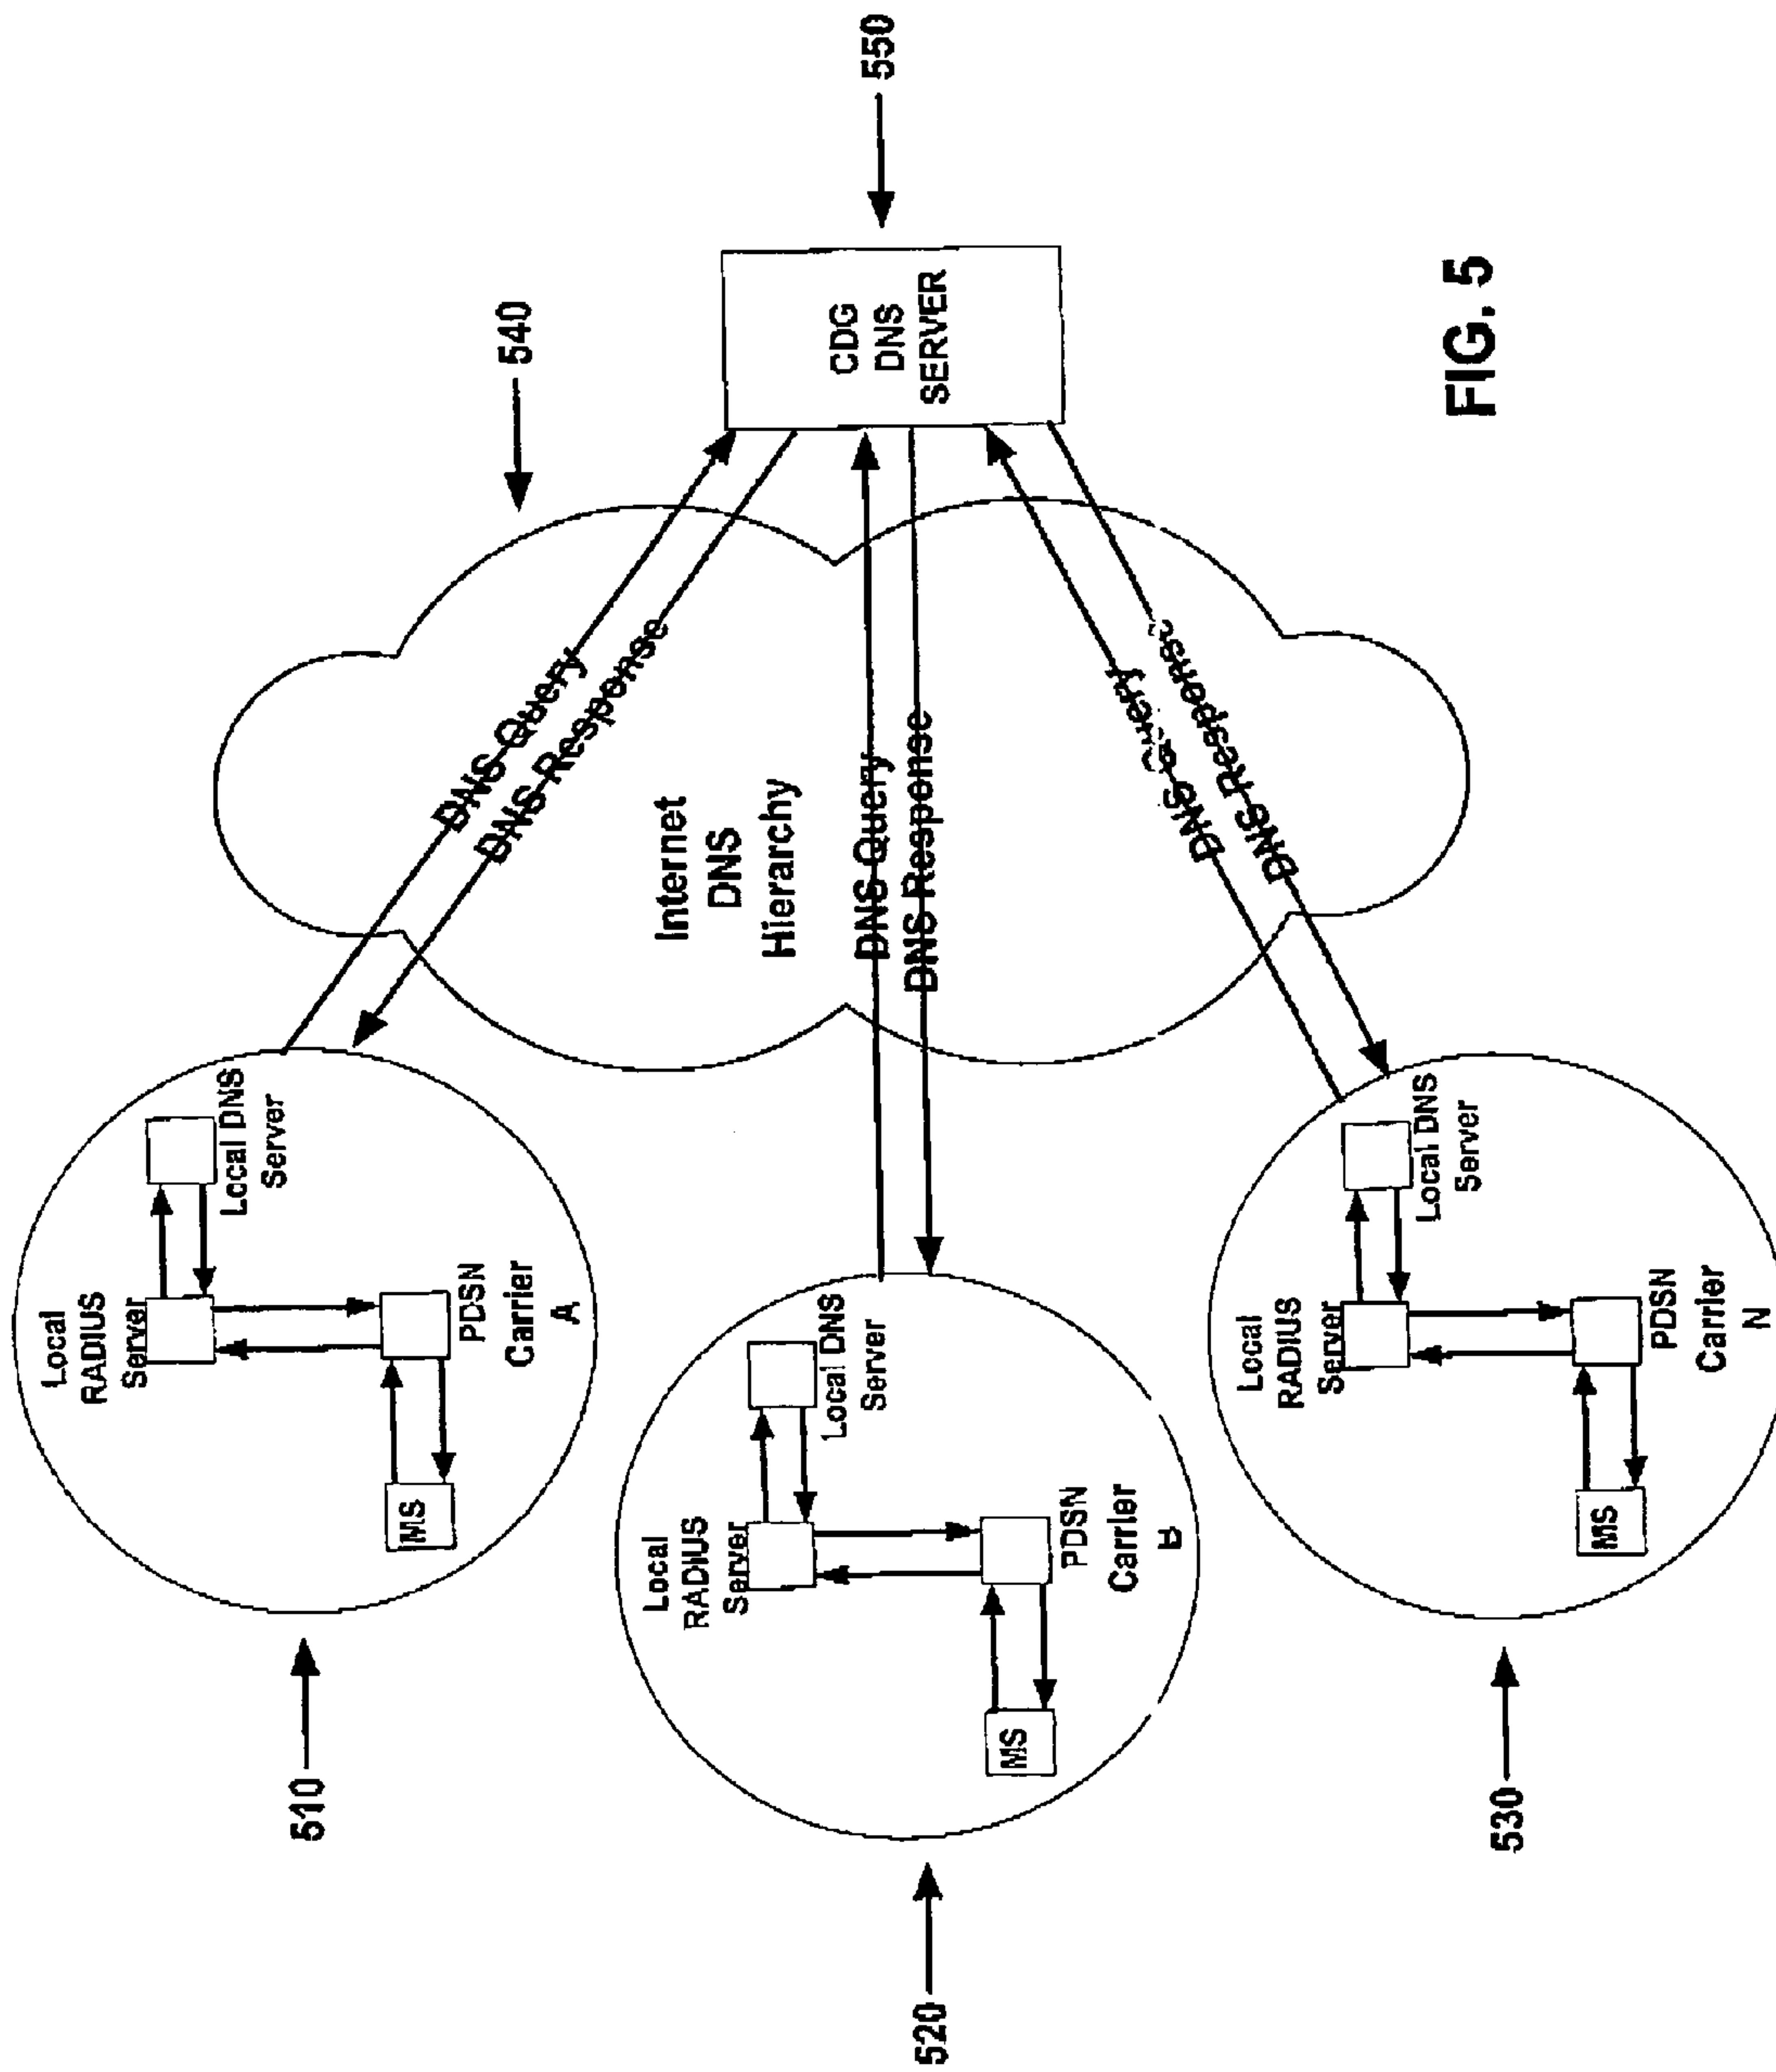 510
Local
RADIUS
Server
Local DNS
Server
MS
PDSN
Carrier
A
520
Local
RADIUS
Server
Local DNS
Server
MS
PDSN
Carrier
B
530
Local
RADIUS
Server
Local DNS
Server
MS
PDSN
Carrier
N
540
DNS Query
DNS Response
Internet
DNS
Hierarchy
DNS Query
DNS Response
DNS Query
DNS Response
550
CDG
DNS
SERVER
FIG. 5